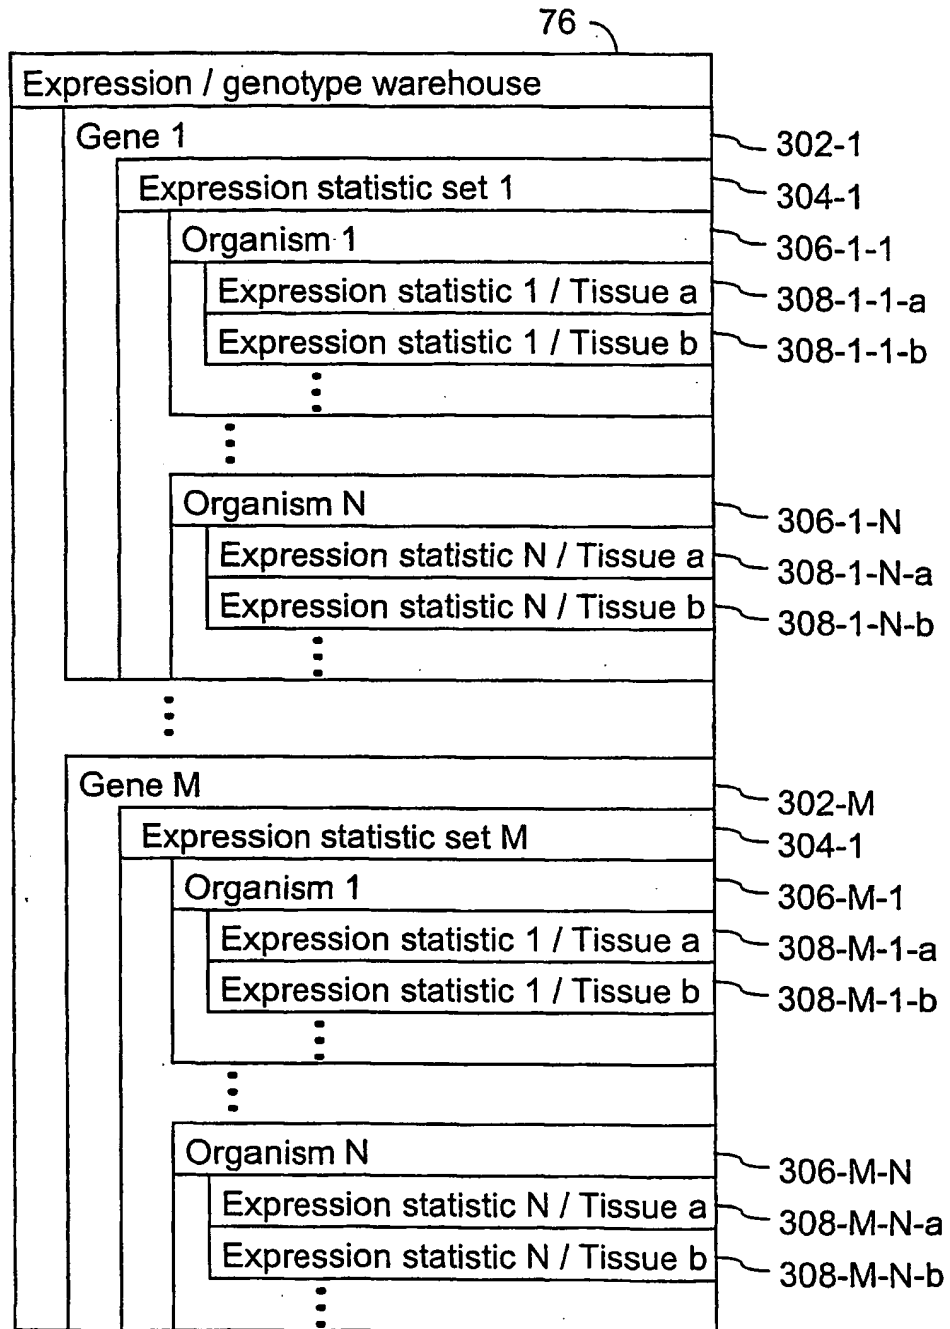 76
Expression / genotype warehouse
Gene 1 302-1
Expression statistic set 1 304-1
Organism 1 306-1-1
Expression statistic 1 / Tissue a 308-1-1-a
Expression statistic 1 / Tissue b 308-1-1-b
Organism N 306-1-N
Expression statistic N / Tissue a 308-1-N-a
Expression statistic N / Tissue b 308-1-N-b
Gene M 302-M
Expression statistic set M 304-1
Organism 1 306-M-1
Expression statistic 1 / Tissue a 308-M-1-a
Expression statistic 1 / Tissue b 308-M-1-b
Organism N 306-M-N
Expression statistic N / Tissue a 308-M-N-a
Expression statistic N / Tissue b 308-M-N-b